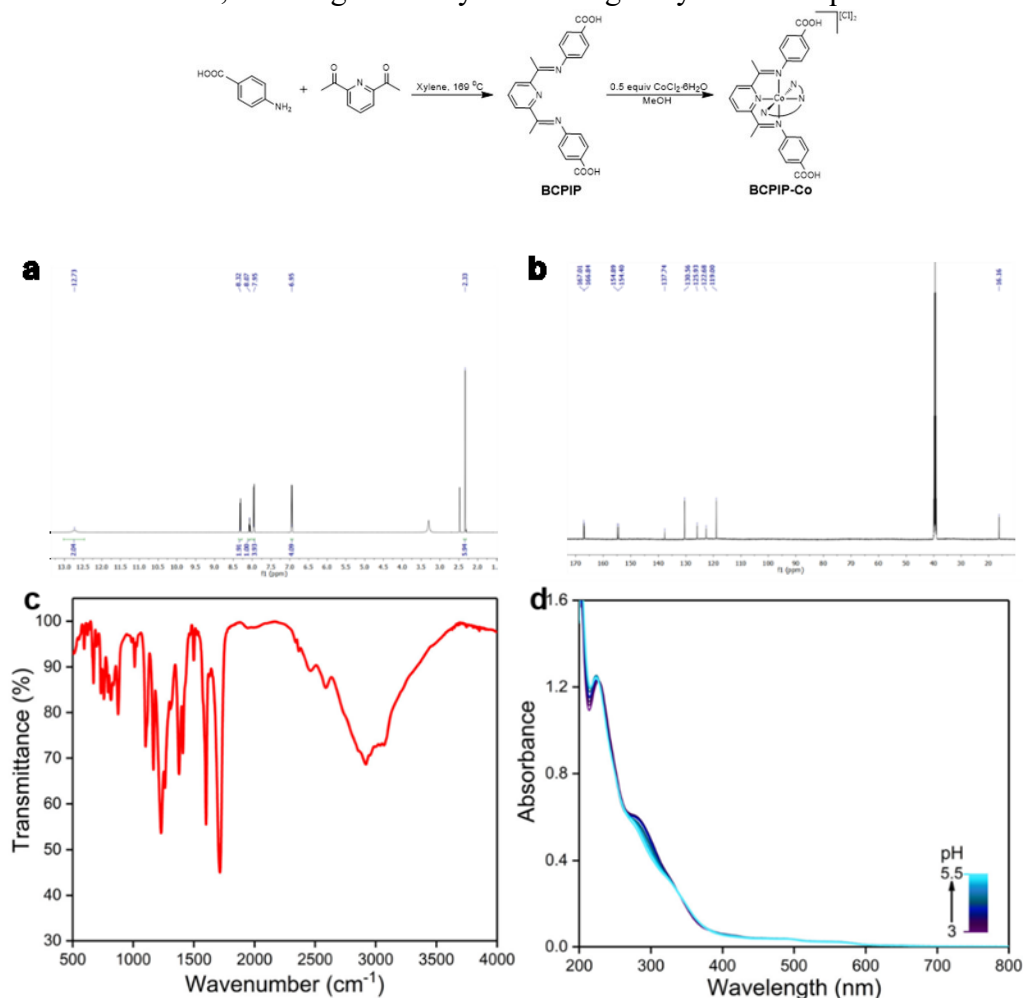 HOOC
NH2
+
O
N
O
Xylene, 169 °C
COOH
N
N
N
COOH
BCPIP
0.5 equiv CoCl2·6H2O
MeOH
COOH
][Cl]2
N
N
Co
N
N
N
N
COOH
BCPIP-Co
a
-12.73
8.32
8.07
7.95
-6.95
-2.33
2.04
1.91
1.00
3.93
4.09
5.94
13.0 12.5 12.0 11.5 11.0 10.5 10.0 9.5 9.0 8.5 8.0 7.5 7.0 6.5 6.0 5.5 5.0 4.5 4.0 3.5 3.0 2.5 2.0
f1 (ppm)
b
167.01
166.84
154.89
154.40
-137.74
130.56
125.93
122.68
119.00
-16.16
170 160 150 140 130 120 110 100 90 80 70 60 50 40 30 20
f1 (ppm)
c
100
90
80
70
60
50
40
30
Transmittance (%)
500 1000 1500 2000 2500 3000 3500 4000
Wavenumber (cm-1)
d
1.6
1.2
0.8
0.4
0.0
Absorbance
pH
5.5
3
200 300 400 500 600 700 800
Wavelength (nm)